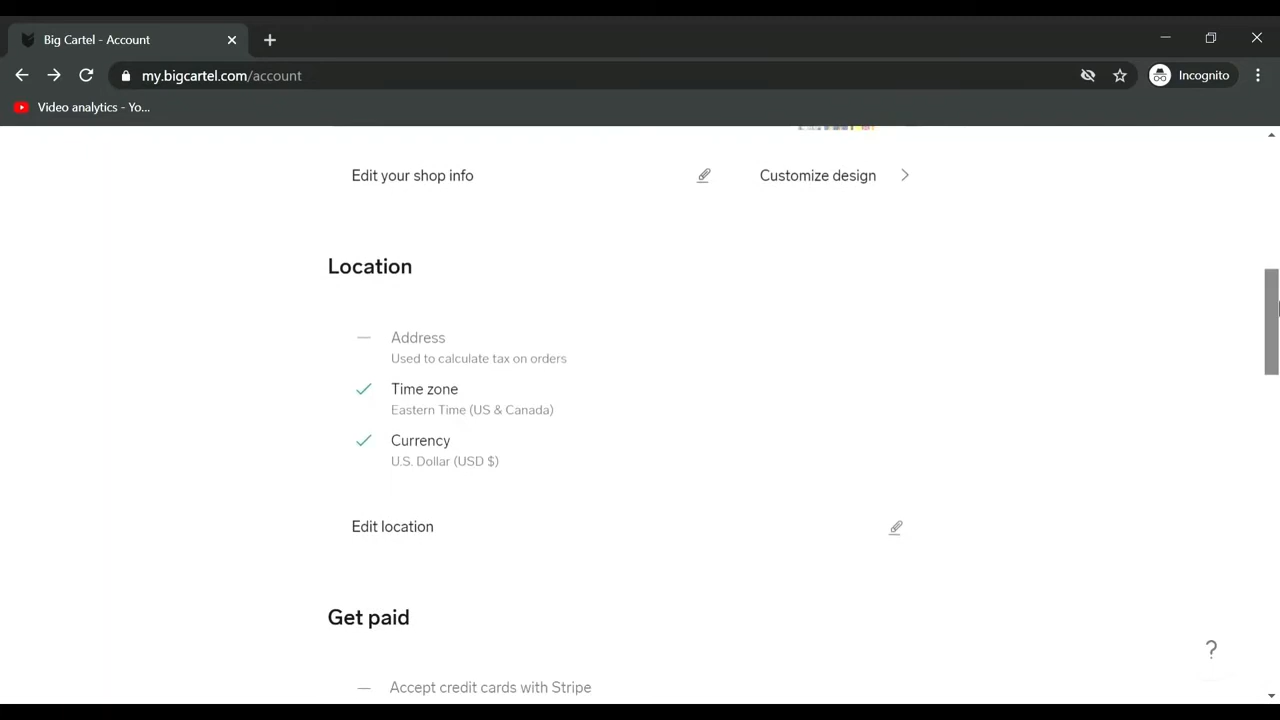 Big Cartel - Account
my.bigcartel.com/account
Incognito
Video analytics - Yo...
Edit your shop info
Customize design
Location
Address
Used to calculate tax on orders
Time zone
Eastern Time (US & Canada)
Currency
U.S. Dollar (USD $)
Edit location
Get paid
?
Accept credit cards with Stripe